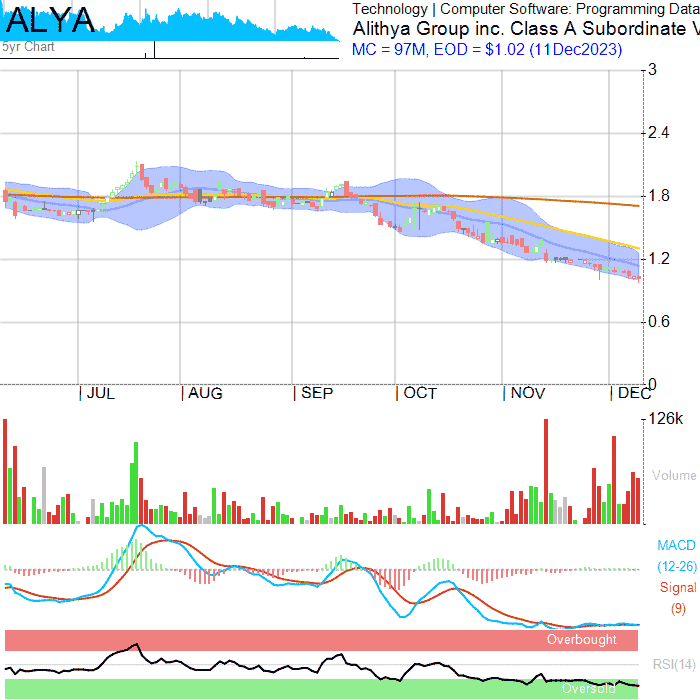 ALYA
5yr Chart
Technology | Computer Software: Programming Data
Alithya Group inc. Class A Subordinate V
MC = 97M, EOD = $1.02 (11Dec2023)
3
2.4
1.8
1.2
0.6
0
JUL AUG SEP OCT NOV DEC
126k
Volume
MACD
(12-26)
Signal
(9)
Overbought
RSI(14)
Oversold